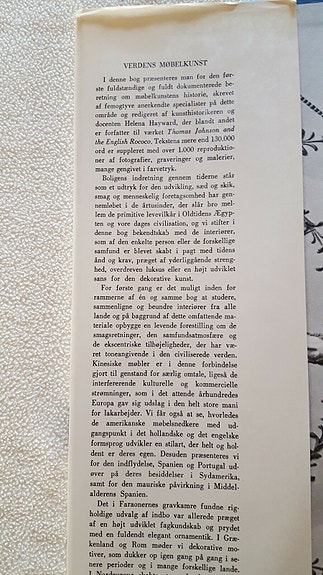 VERDENS MØBELKUNST
I denne bog præsenteres man for den før-
ste fuldstændige og fuldt dokumenterede be-
retning om møbelkunstens historie, skrevet
af femogtyve anerkendte specialister på dette
område og redigeret af kunsthistorikeren og
docenten Helena Hayward, der blandt andet
er forfatter til værket Thomas Johnson and
the English Rococo. Tekstens mere end 130.000
ord er suppleret med over 1.000 reproduktio-
ner af fotografier, graveringer og malerier,
mange gengivet i farvetryk.
Boligens indretning gennem tiderne står
som et udtryk for den udvikling, sæd og skik,
smag og menneskelig foretagsomhed har gen-
nemløbet i de årtusinder, der slår bro mel-
lem de primitive levevilkår i Oldtidens Ægyp-
ten og vore dages civilisation, og vi stifter i
denne bog bekendtskab med de interiører,
som af den enkelte person eller de forskellige
samfund er blevet skabt i pagt med tidens
ånd og krav, præget af yderliggående streng-
hed, overdreven luksus eller en højt udviklet
sans for den dekorative kunst.
For første gang er det muligt inden for
rammerne af én og samme bog at studere,
sammenligne og beundre interiører fra alle
lande og på baggrund af dette omfattende ma-
teriale opbygge en levende forestilling om de
smagsretninger, den samfundsatmosfære og
de ekscentriske tilbøjeligheder, der har væ-
ret toneangivende i den civiliserede verden.
Kinesiske møbler er i denne forbindelse
gjort til genstand for særlig omtale, ligeså de
interfererende kulturelle og kommercielle
strømninger, som i det attende århundredes
Europa gav sig udslag i den helt store mani
for lakarbejder. Vi får også at se, hvorledes
de amerikanske møbelsnedkere med ud-
gangspunkt i det hollandske og det engelske
formsprog udvikler en stilart, der helt og hol-
dent er deres egen. Desuden præsenteres vi
for den indflydelse, Spanien og Portugal ud-
øver på deres besiddelser i Sydamerika,
samt for den mauriske påvirkning i Middel-
alderens Spanien.
Det i Faraonernes gravkamre fundne rig-
holdige udvalg af indbo var allerede præget
af en højt udviklet fagkundskab og prydet
med en fuldendt elegant ornamentik. I Græ-
kenland og Rom møder vi dekorative mo-
tiver, som dukker op igen gang på gang i se-
nere perioder og i mange forskellige lande.